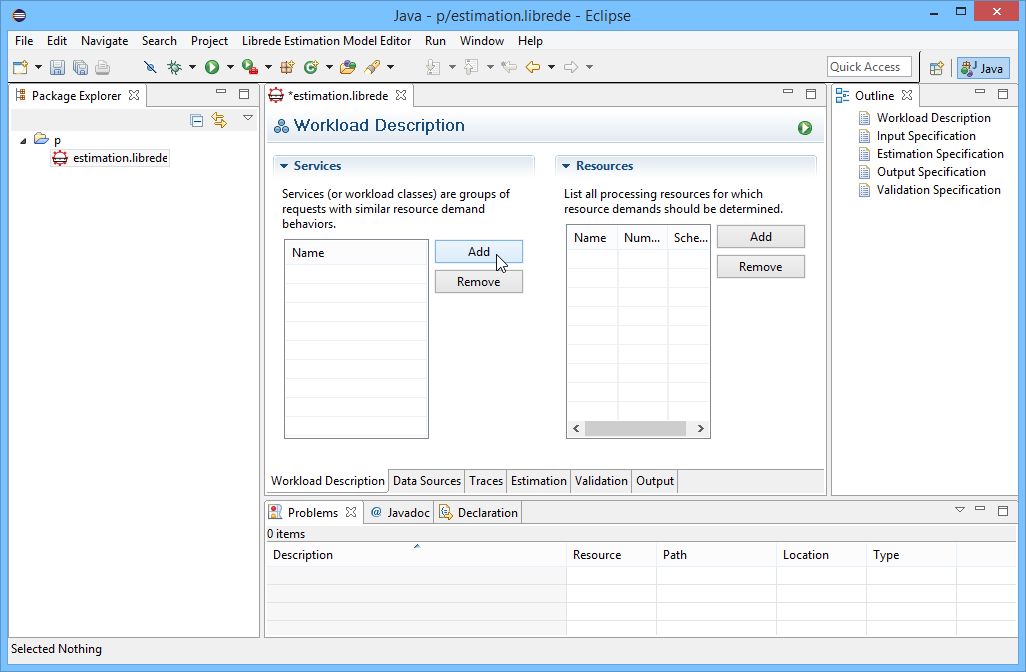 Java - p/estimation.librede - Eclipse
File Edit Navigate Search Project Librede Estimation Model Editor Run Window Help
Quick Access Java
Package Explorer
p
estimation.librede
*estimation.librede
Workload Description
Services
Services (or workload classes) are groups of
requests with similar resource demand
behaviors.
Name
Add
Remove
Resources
List all processing resources for which
resource demands should be determined.
Name Num... Sche...
Add
Remove
Workload Description Data Sources Traces Estimation Validation Output
Outline
Workload Description
Input Specification
Estimation Specification
Output Specification
Validation Specification
Problems @ Javadoc Declaration
0 items
Description Resource Path Location Type
Selected Nothing